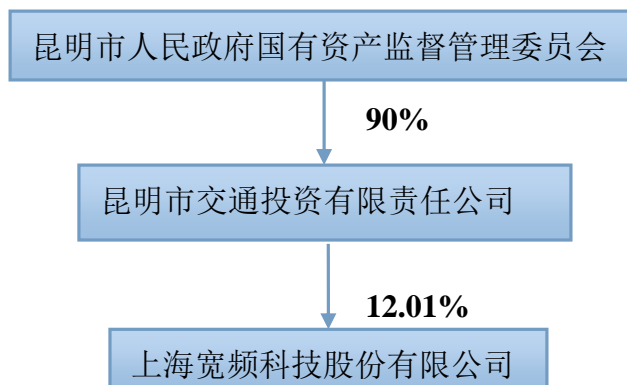 昆明市人民政府国有资产监督管理委员会
90%
昆明市交通投资有限责任公司
12.01%
上海宽频科技股份有限公司